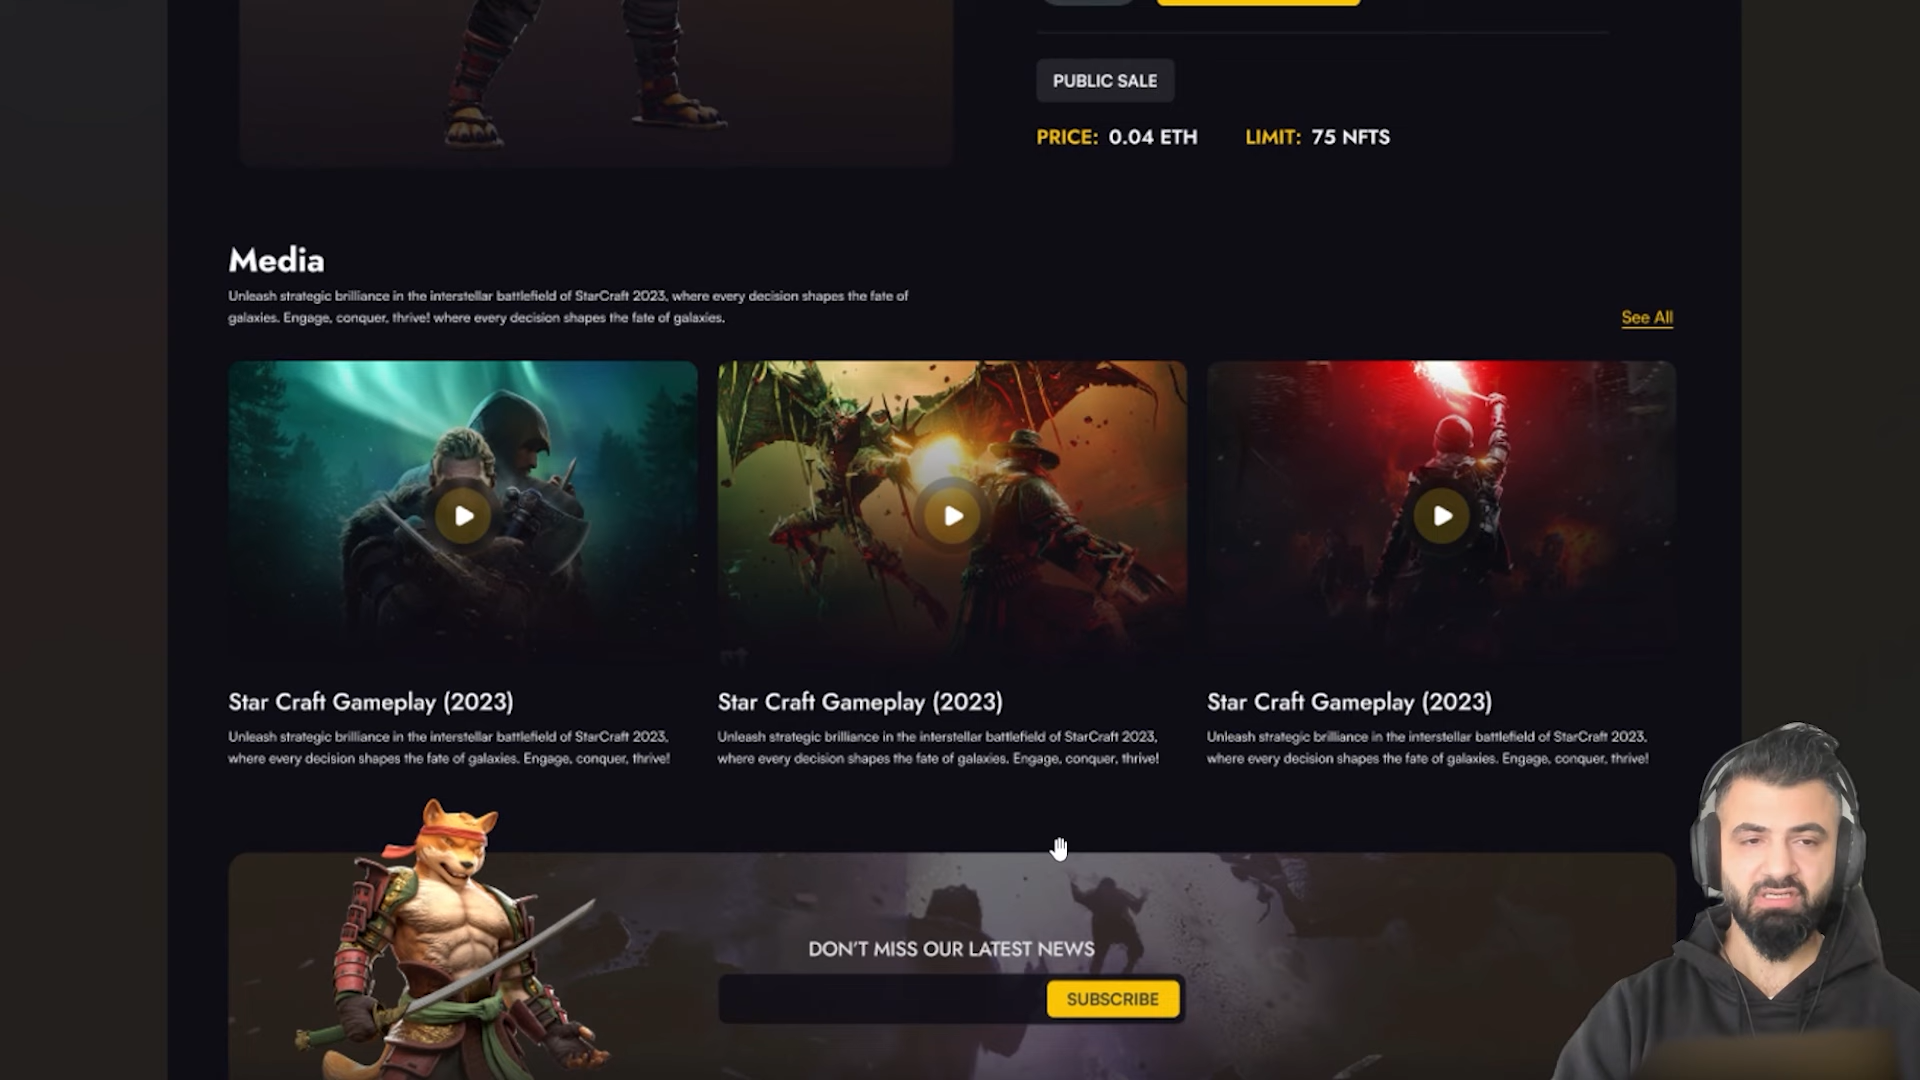 PUBLIC SALE
PRICE: 0.04 ETH LIMIT: 75 NFTS
Media
Unleash strategic brilliance in the interstellar battlefield of StarCraft 2023, where every decision shapes the fate of
galaxies. Engage, conquer, thrive! where every decision shapes the fate of galaxies.
See All
Star Craft Gameplay (2023)
Unleash strategic brilliance in the interstellar battlefield of StarCraft 2023,
where every decision shapes the fate of galaxies. Engage, conquer, thrive!
Star Craft Gameplay (2023)
Unleash strategic brilliance in the interstellar battlefield of StarCraft 2023,
where every decision shapes the fate of galaxies. Engage, conquer, thrive!
Star Craft Gameplay (2023)
Unleash strategic brilliance in the interstellar battlefield of StarCraft 2023,
where every decision shapes the fate of galaxies. Engage, conquer, thrive!
DON'T MISS OUR LATEST NEWS
SUBSCRIBE